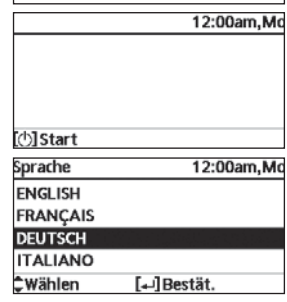 12:00am,Mo
[⏻]Start
Sprache 12:00am,Mo
ENGLISH
FRANÇAIS
DEUTSCH
ITALIANO
Wählen [↵]Bestät.